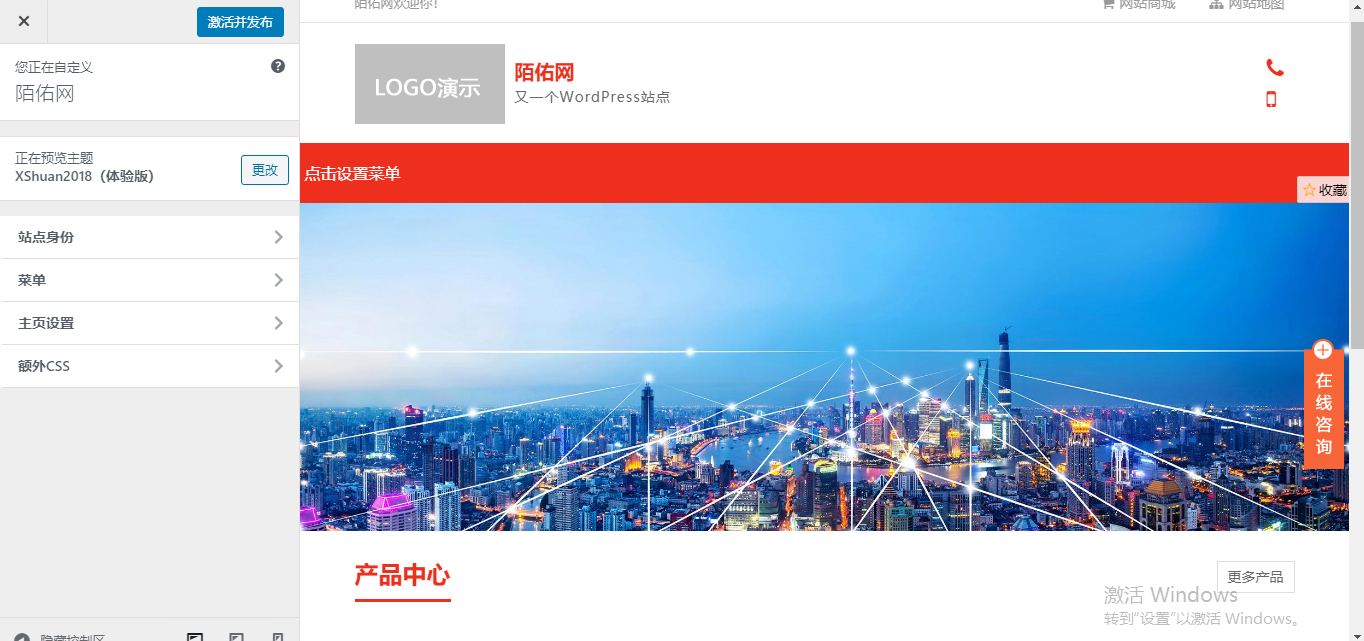 激活并发布
您正在自定义
陌佑网
正在预览主题
XShuan2018（体验版）
更改
站点身份
菜单
主页设置
额外CSS
隐藏控制区
陌佑网欢迎你！
网站商城
网站地图
LOGO演示
陌佑网
又一个WordPress站点
点击设置菜单
收藏
在线咨询
产品中心
更多产品
激活 Windows
转到"设置"以激活 Windows。